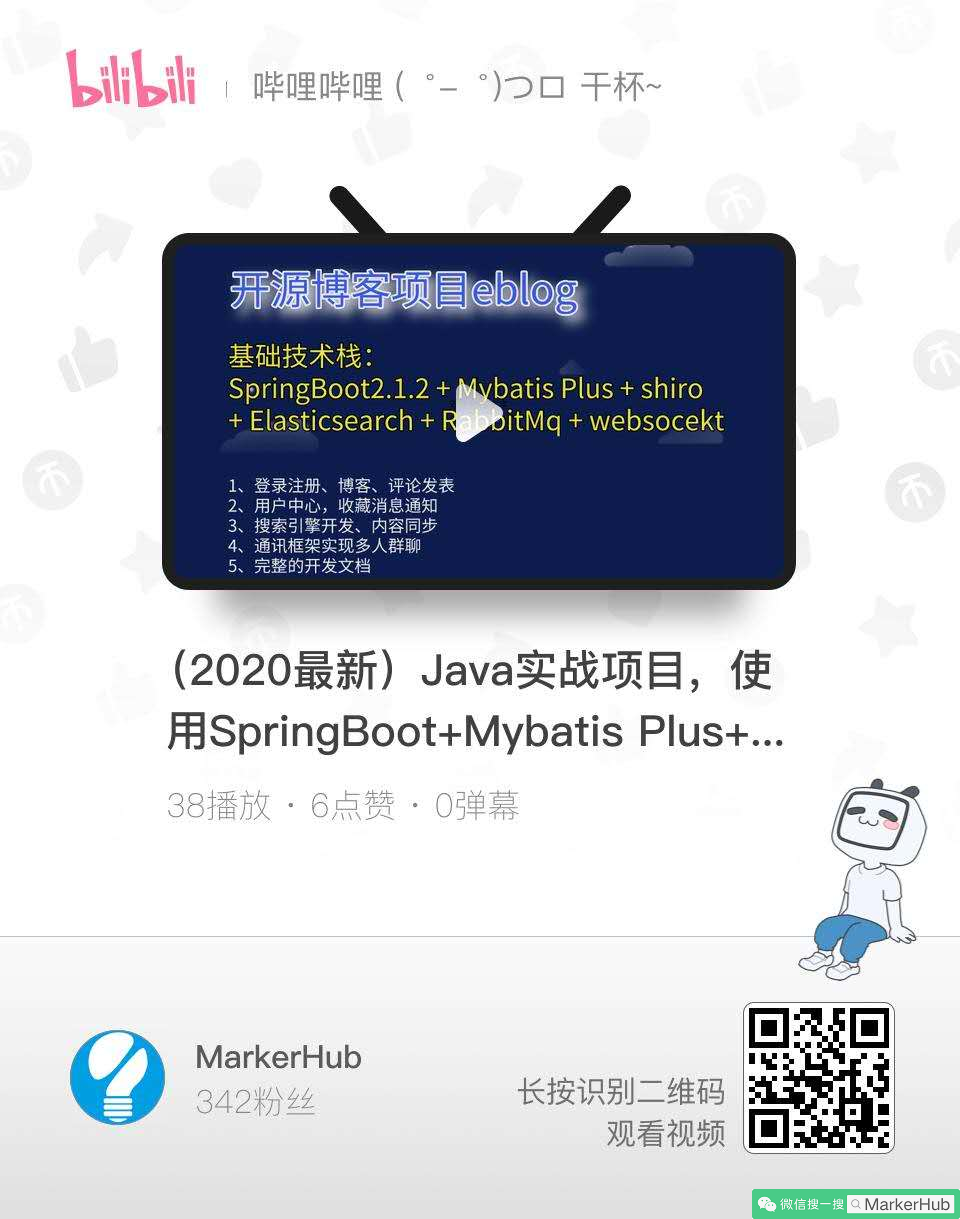 bilibili
哔哩哔哩 ( ゜- ゜)つロ 干杯~
开源博客项目eblog
基础技术栈：
SpringBoot2.1.2 + Mybatis Plus + shiro
+ Elasticsearch + RabbitMq + websocekt
1、登录注册、博客、评论发表
2、用户中心，收藏消息通知
3、搜索引擎开发、内容同步
4、通讯框架实现多人群聊
5、完整的开发文档
（2020最新）Java实战项目，使
用SpringBoot+Mybatis Plus+...
38播放 · 6点赞 · 0弹幕
MarkerHub
342粉丝
长按识别二维码
观看视频
微信搜一搜 MarkerHub